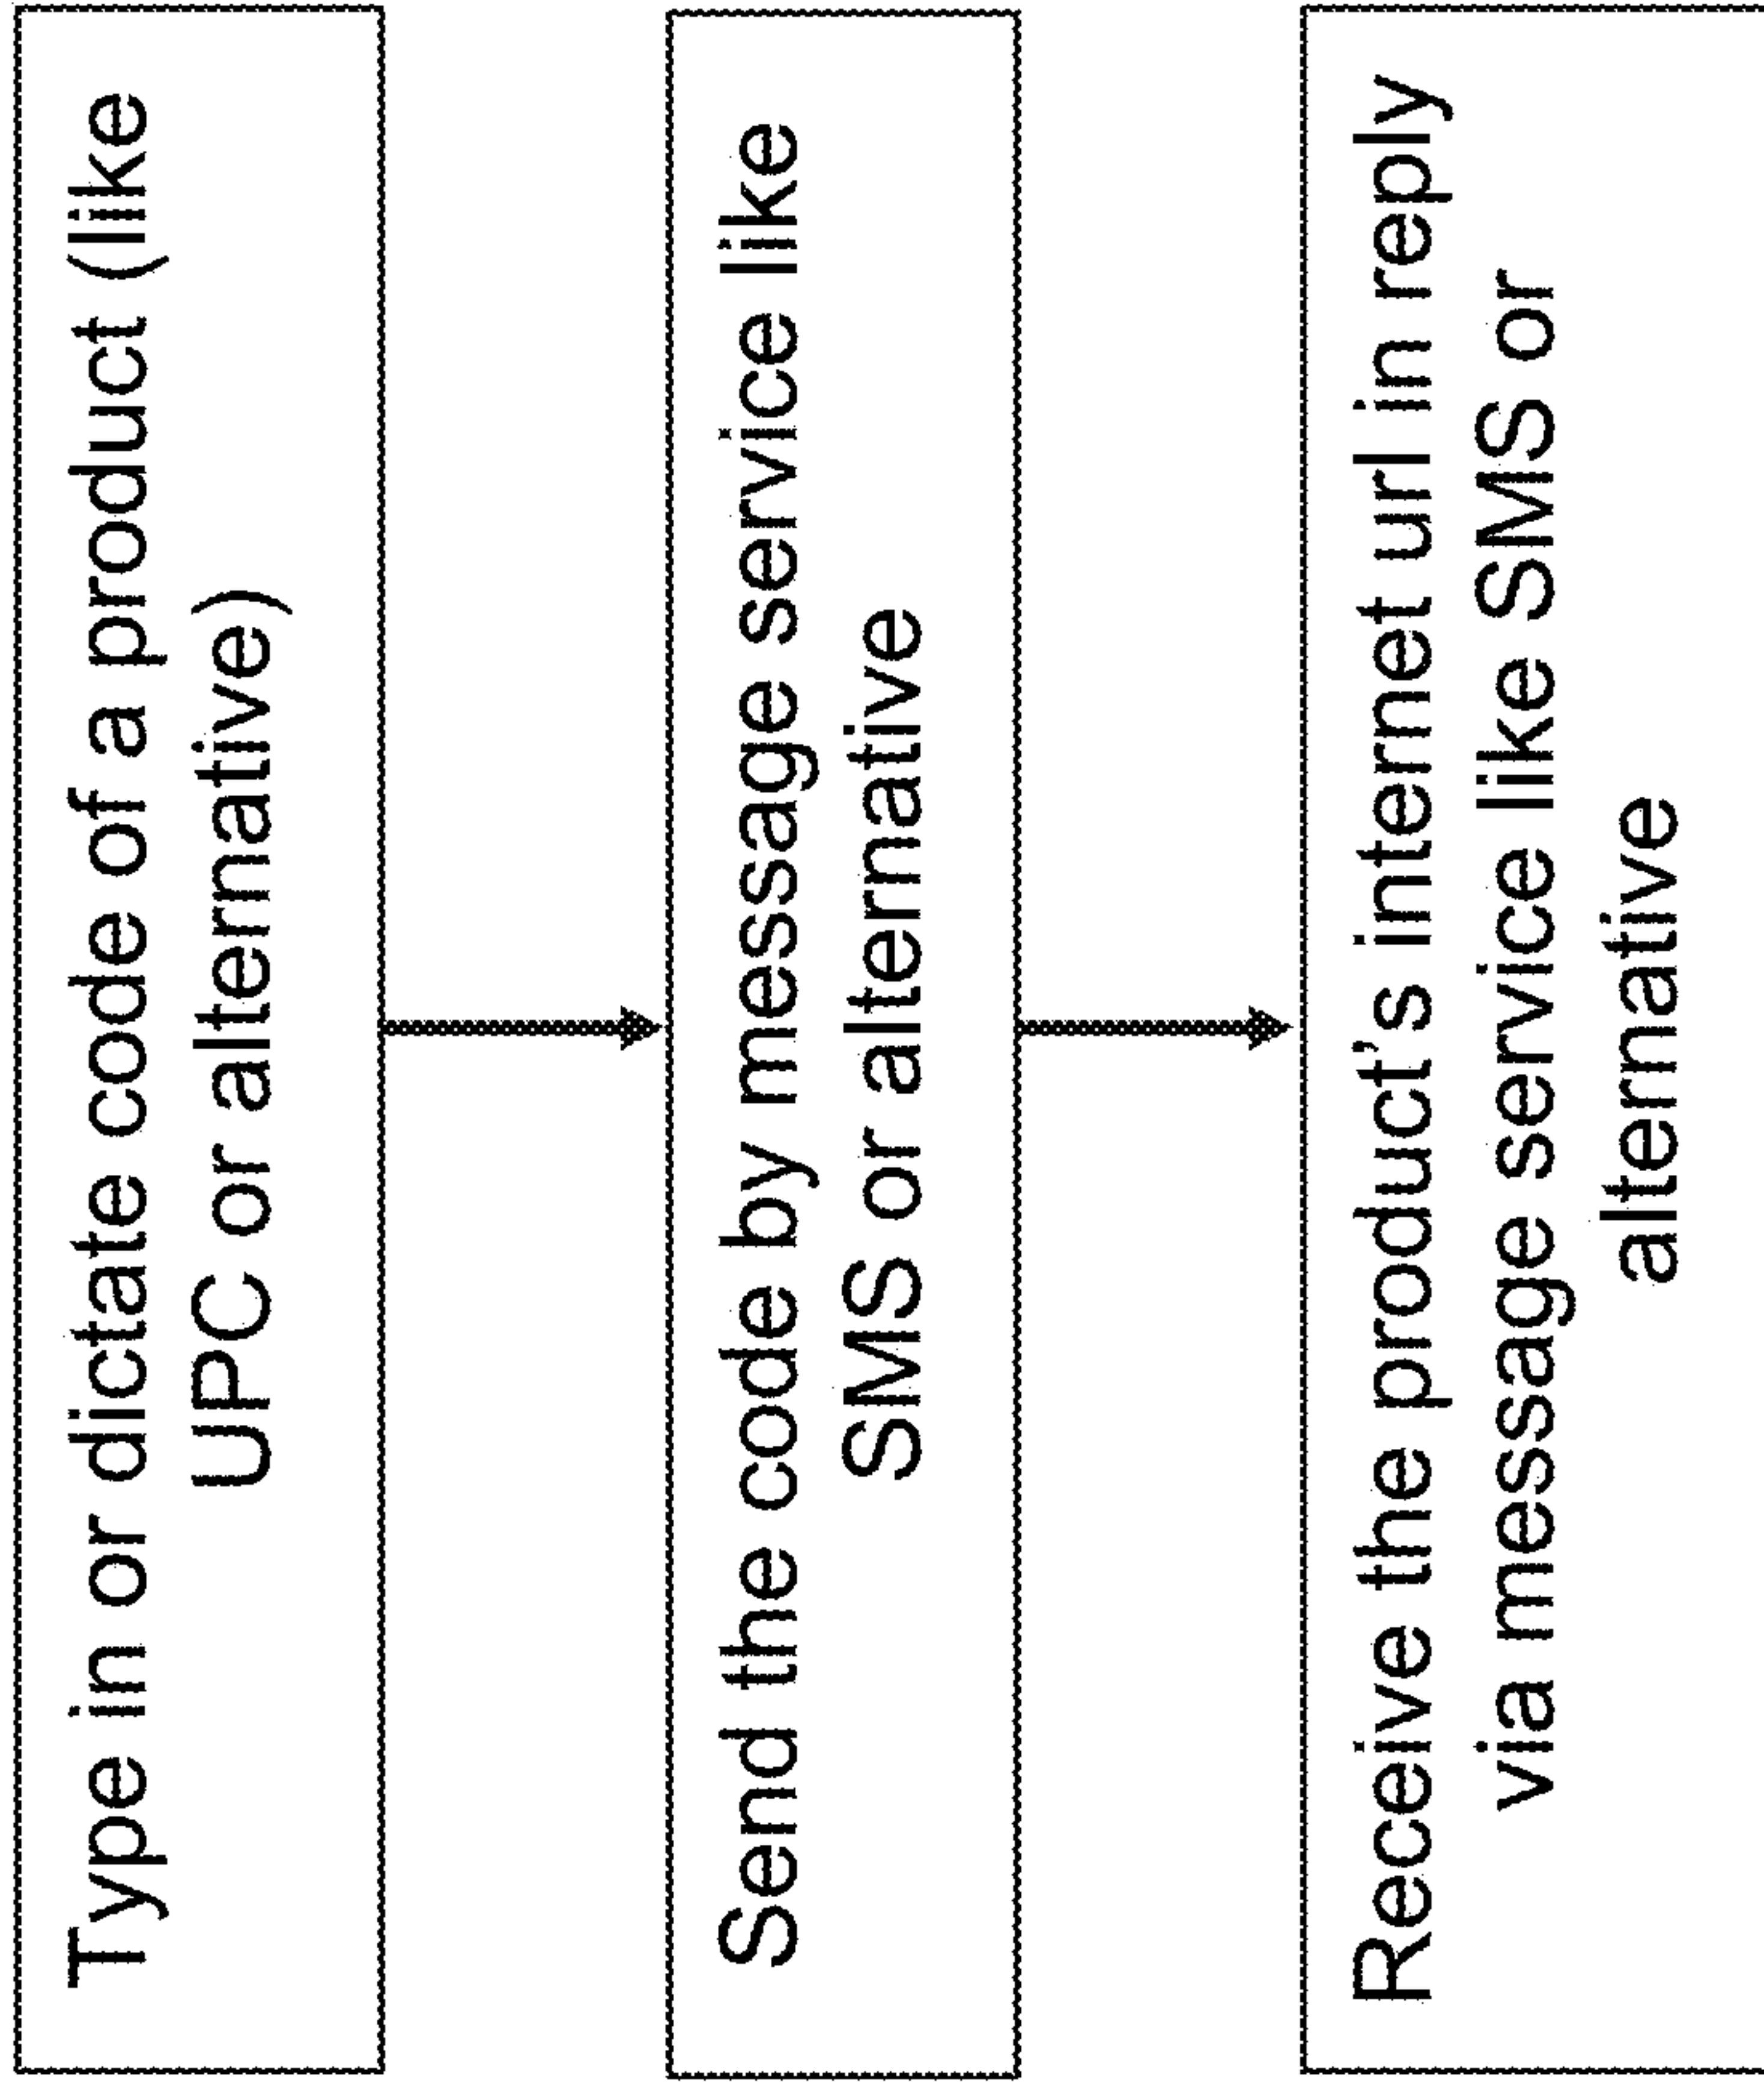 Type in or dictate code of a product (like
UPC or alternative)
Send the code by message service like
SMS or alternative
Receive the product's internet url in reply
via message service like SMS or
alternative